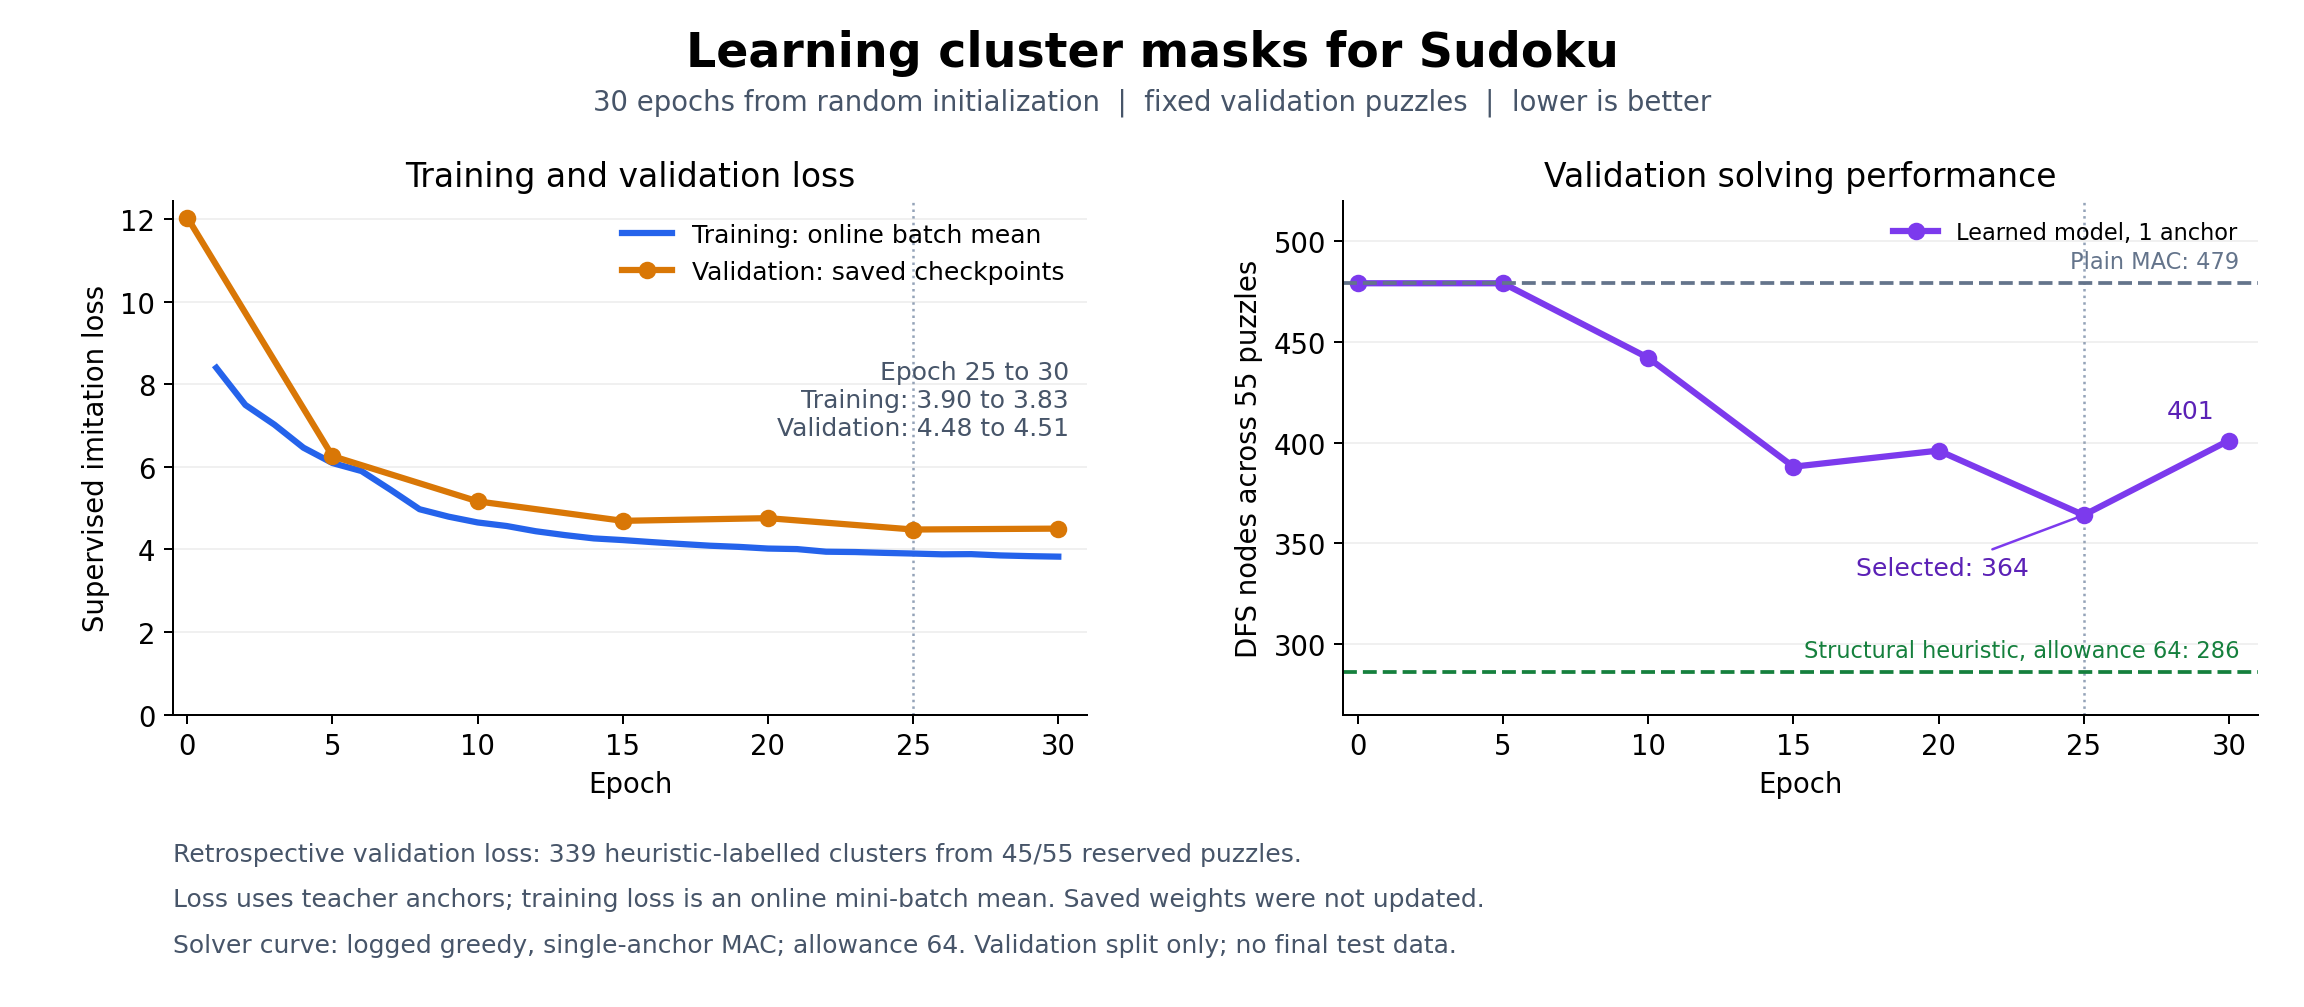 Learning cluster masks for Sudoku
30 epochs from random initialization | fixed validation puzzles | lower is better
Training and validation loss
Supervised imitation loss
12
10
8
6
4
2
0
Training: online batch mean
Validation: saved checkpoints
Epoch 25 to 30
Training: 3.90 to 3.83
Validation: 4.48 to 4.51
0 5 10 15 20 25 30
Epoch
Validation solving performance
DFS nodes across 55 puzzles
500
450
400
350
300
Learned model, 1 anchor
Plain MAC: 479
401
Selected: 364
Structural heuristic, allowance 64: 286
0 5 10 15 20 25 30
Epoch
Retrospective validation loss: 339 heuristic-labelled clusters from 45/55 reserved puzzles.
Loss uses teacher anchors; training loss is an online mini-batch mean. Saved weights were not updated.
Solver curve: logged greedy, single-anchor MAC; allowance 64. Validation split only; no final test data.